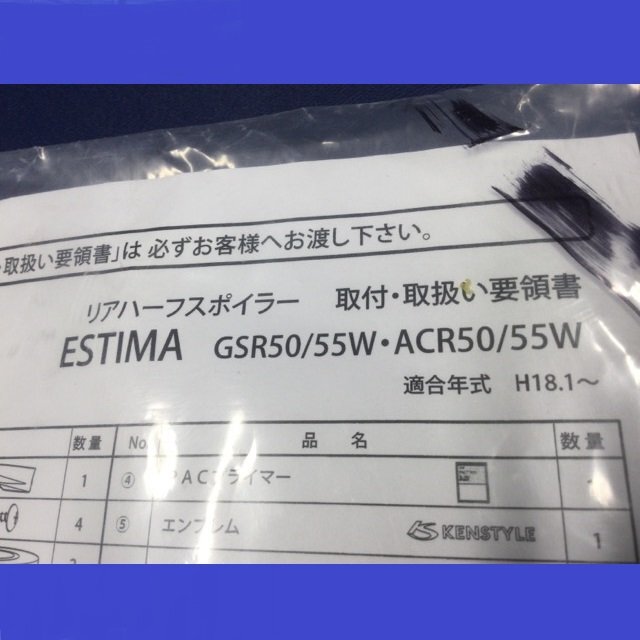 取扱い要領書」は 必ずお客様へお渡し下さい。
リアハーフスポイラー 取付・取扱い要領書
ESTIMA GSR50/55W・ACR50/55W
適合年式 H18.1～
数量 No 品 名 数量
1 ④ PACプライマー
4 ⑤ エンブレム KENSTYLE 1